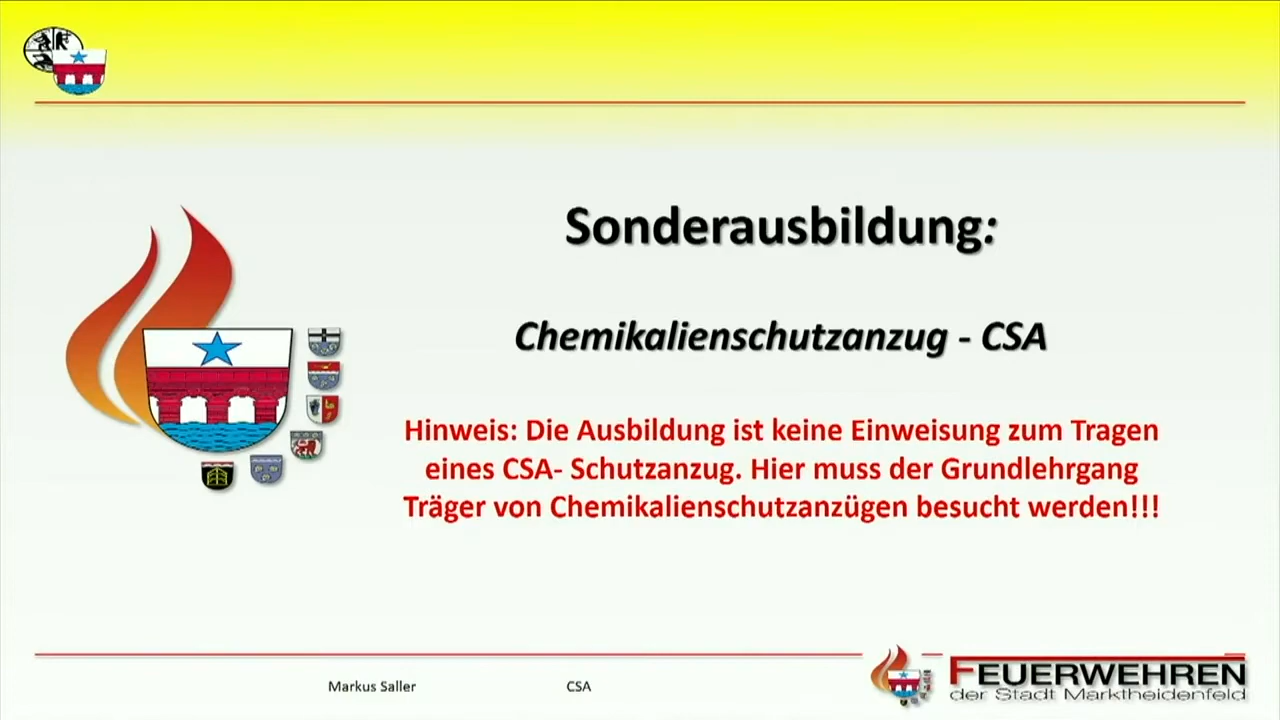 Sonderausbildung:
Chemikalienschutzanzug - CSA
Hinweis: Die Ausbildung ist keine Einweisung zum Tragen
eines CSA- Schutzanzug. Hier muss der Grundlehrgang
Träger von Chemikalienschutzanzügen besucht werden!!!
Markus Saller
CSA
FEUERWEHREN
der Stadt Marktheidenfeld